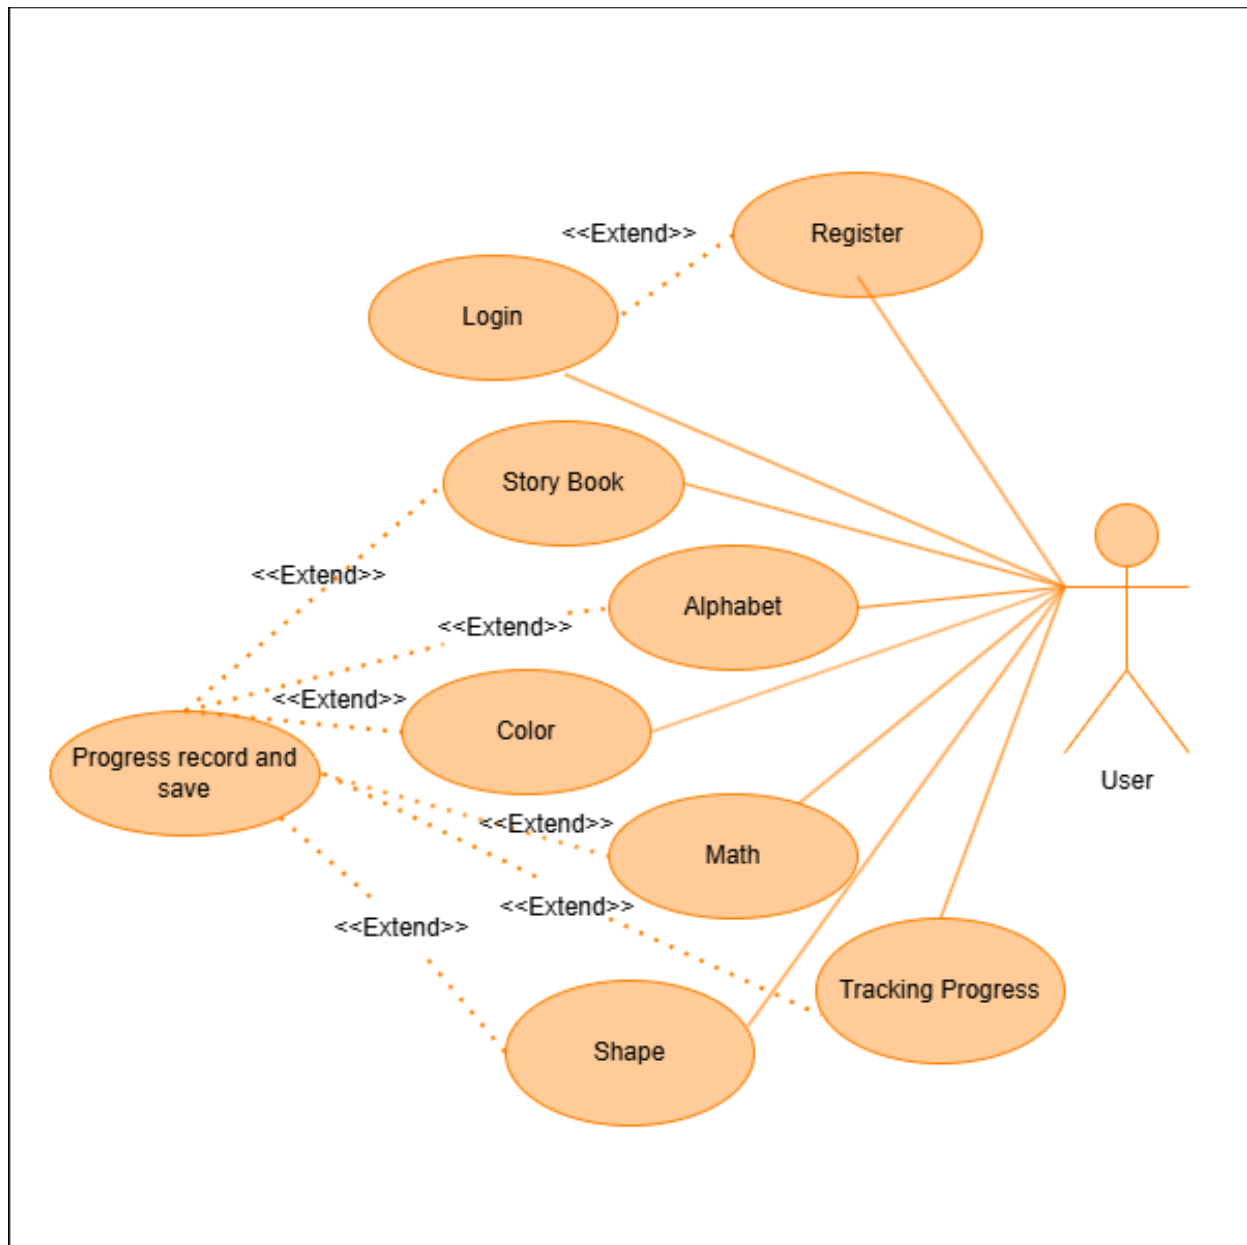 <<Extend>>
Register
Login
Story Book
<<Extend>>
Alphabet
<<Extend>>
<<Extend>>
Color
Progress record and
save
User
<<Extend>>
Math
<<Extend>>
<<Extend>>
Tracking Progress
Shape